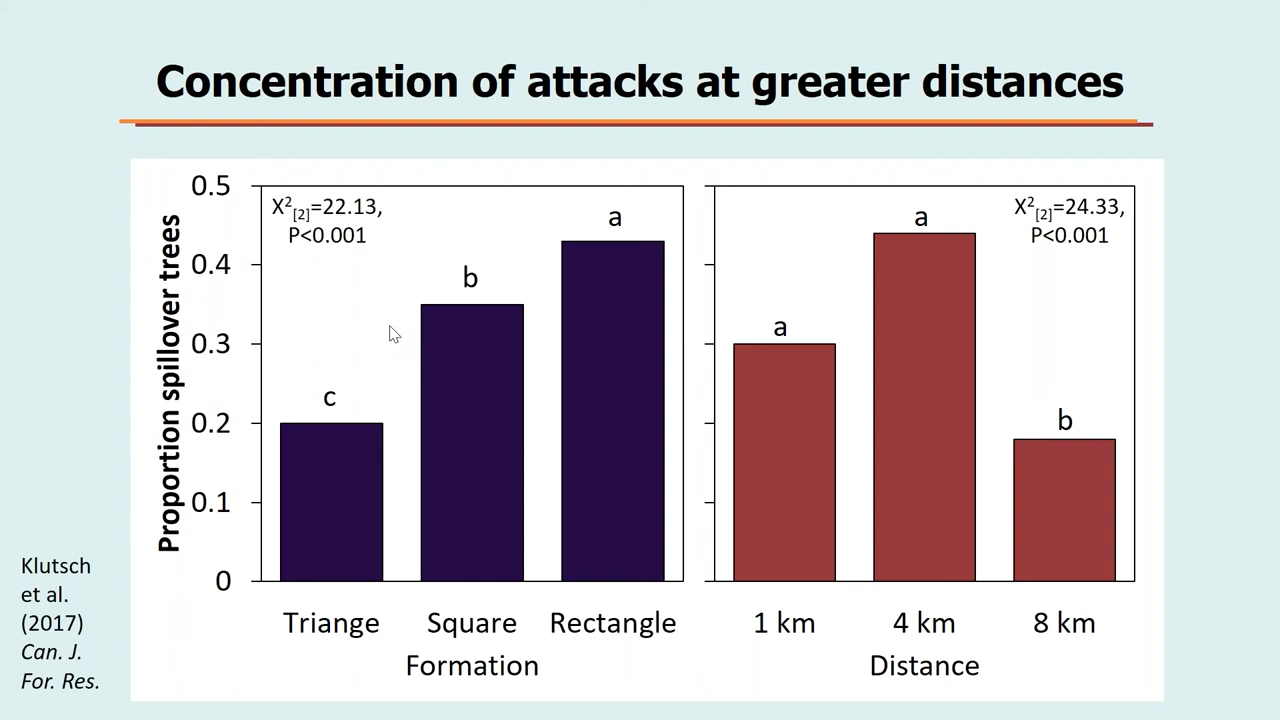 Concentration of attacks at greater distances
Proportion spillover trees
0.5
0.4
0.3
0.2
0.1
0
X²[2]=22.13,
P<0.001
c
b
a
Triange
Square
Rectangle
Formation
X²[2]=24.33,
P<0.001
a
a
b
1 km
4 km
8 km
Distance
Klutsch
et al.
(2017)
Can. J.
For. Res.